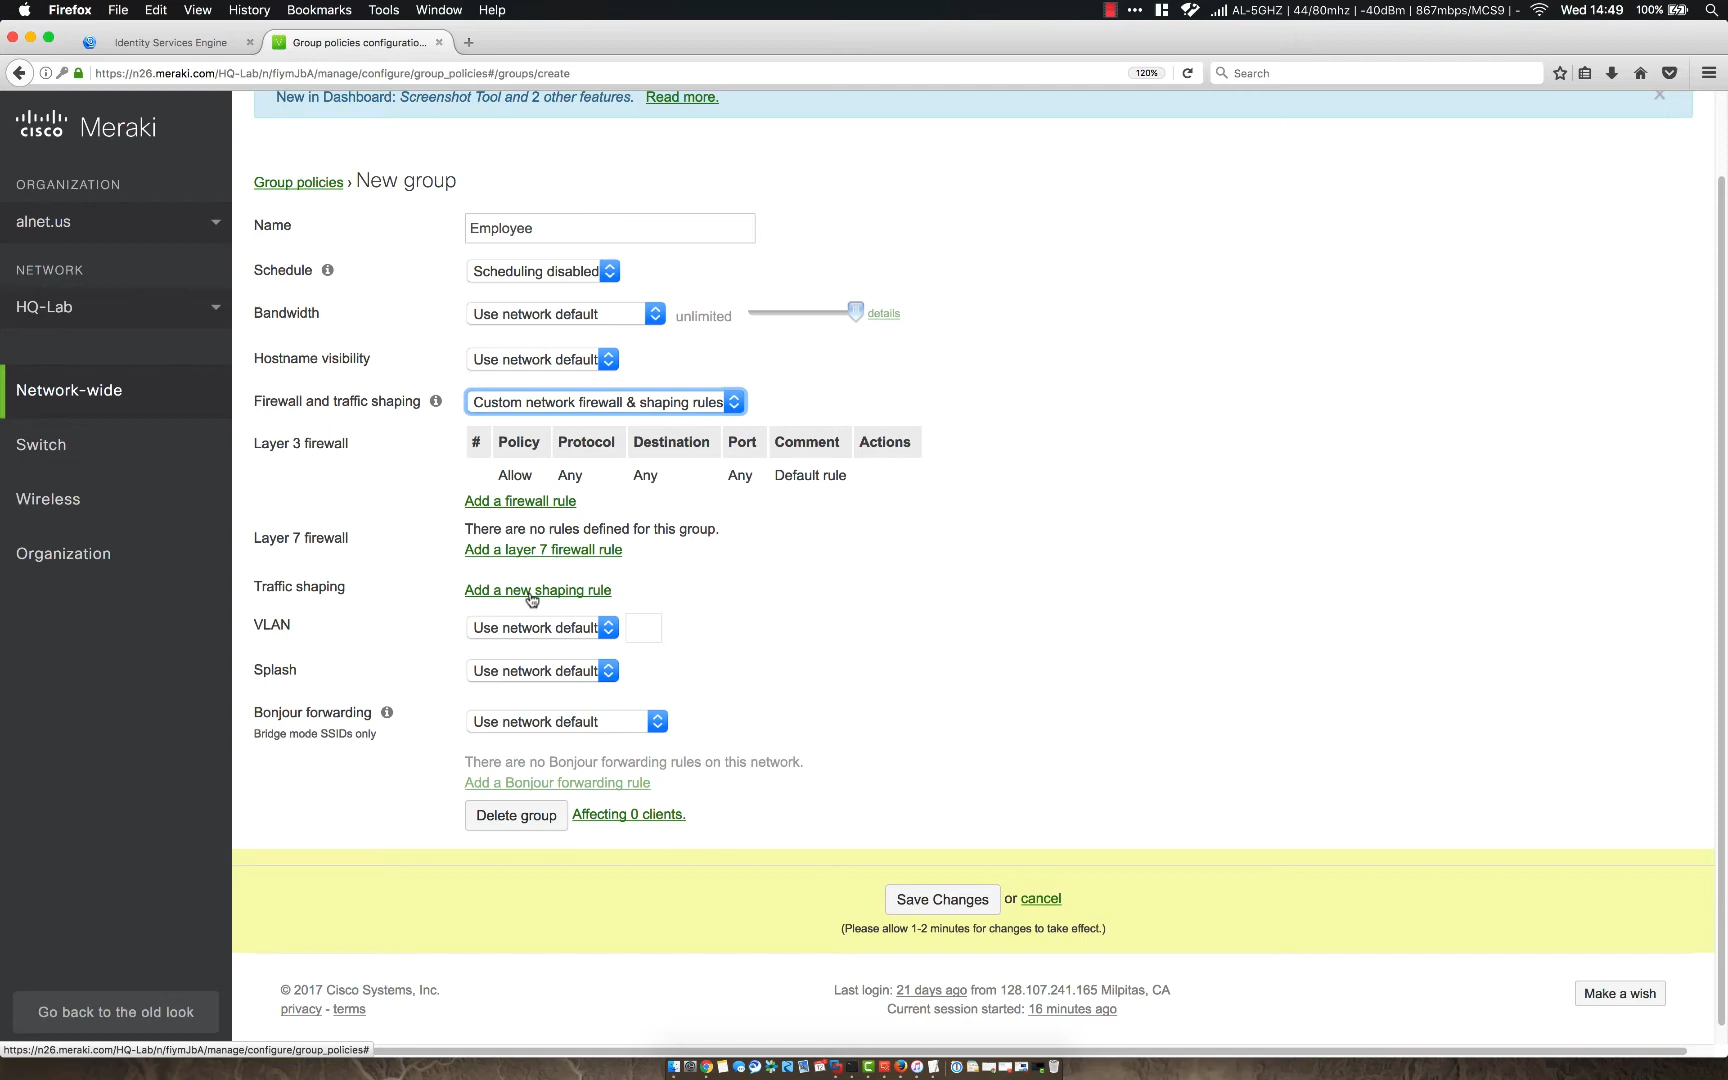 Firefox File Edit View History Bookmarks Tools Window Help
AL-5GHZ | 44/80mhz | -40dBm | 867mbps/MCS9 | - Wed 14:49 100%
Identity Services Engine
Group policies configuratio...
https://n26.meraki.com/HQ-Lab/n/fiymJbA/manage/configure/group_policies#/groups/create
120%
Search
New in Dashboard: Screenshot Tool and 2 other features. Read more.
cisco Meraki
ORGANIZATION
alnet.us
NETWORK
HQ-Lab
Network-wide
Switch
Wireless
Organization
Go back to the old look
Group policies › New group
Name Employee
Schedule Scheduling disabled
Bandwidth Use network default unlimited details
Hostname visibility Use network default
Firewall and traffic shaping Custom network firewall & shaping rules
Layer 3 firewall
# Policy Protocol Destination Port Comment Actions
Allow Any Any Any Default rule
Add a firewall rule
Layer 7 firewall
There are no rules defined for this group.
Add a layer 7 firewall rule
Traffic shaping Add a new shaping rule
VLAN Use network default
Splash Use network default
Bonjour forwarding Use network default
Bridge mode SSIDs only
There are no Bonjour forwarding rules on this network.
Add a Bonjour forwarding rule
Delete group Affecting 0 clients.
Save Changes or cancel
(Please allow 1-2 minutes for changes to take effect.)
© 2017 Cisco Systems, Inc.
privacy - terms
Last login: 21 days ago from 128.107.241.165 Milpitas, CA
Current session started: 16 minutes ago
Make a wish
https://n26.meraki.com/HQ-Lab/n/fiymJbA/manage/configure/group_policies#